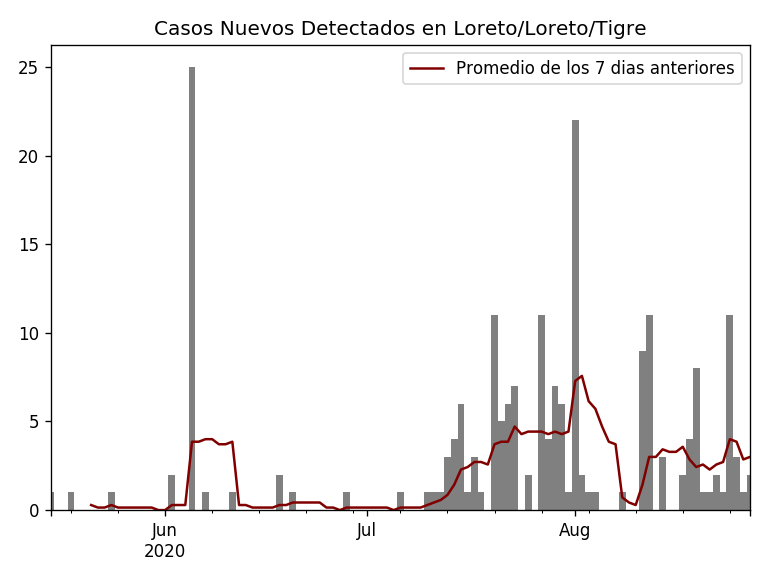 Casos Nuevos Detectados en Loreto/Loreto/Tigre
Promedio de los 7 dias anteriores
25
20
15
10
5
0
Jun
2020
Jul
Aug